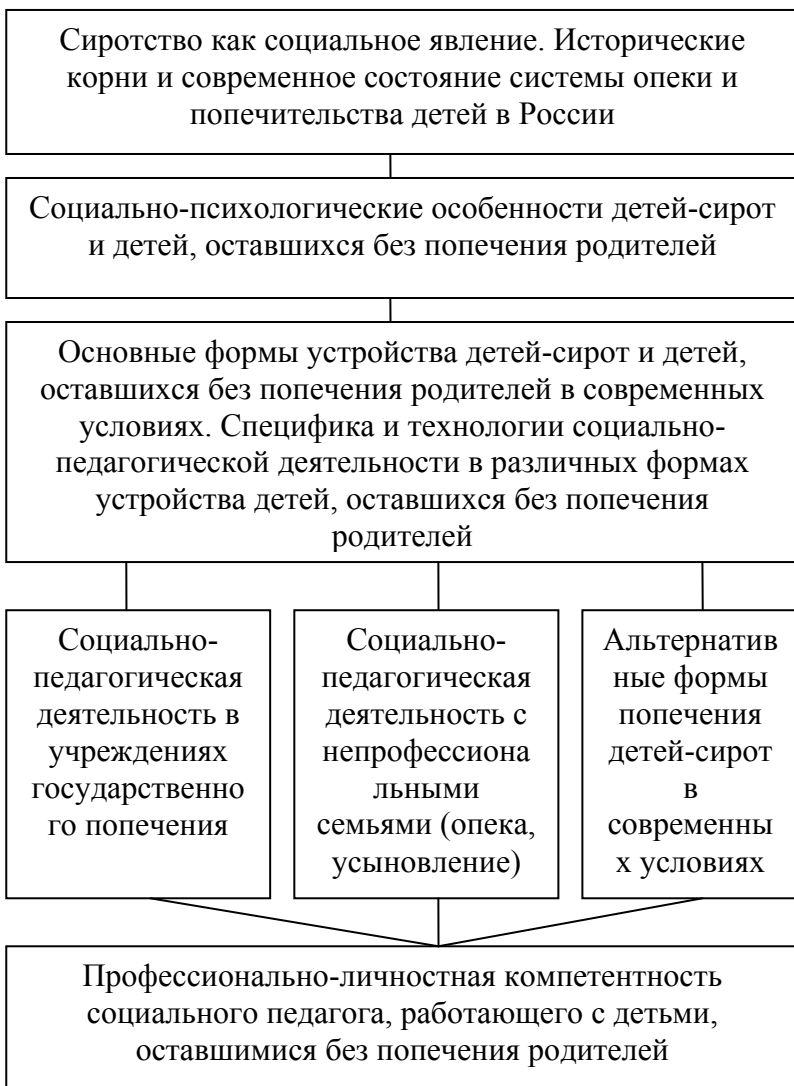 Сиротство как социальное явление. Исторические
корни и современное состояние системы опеки и
попечительства детей в России
Социально-психологические особенности детей-сирот
и детей, оставшихся без попечения родителей
Основные формы устройства детей-сирот и детей,
оставшихся без попечения родителей в современных
условиях. Специфика и технологии социально-
педагогической деятельности в различных формах
устройства детей, оставшихся без попечения
родителей
Социально-
педагогическая
деятельность в
учреждениях
государственно
го попечения
Социально-
педагогическая
деятельность с
непрофессиона
льными
семьями (опека,
усыновление)
Альтернатив
ные формы
попечения
детей-сирот
в
современны
х условиях
Профессионально-личностная компетентность
социального педагога, работающего с детьми,
оставшимися без попечения родителей